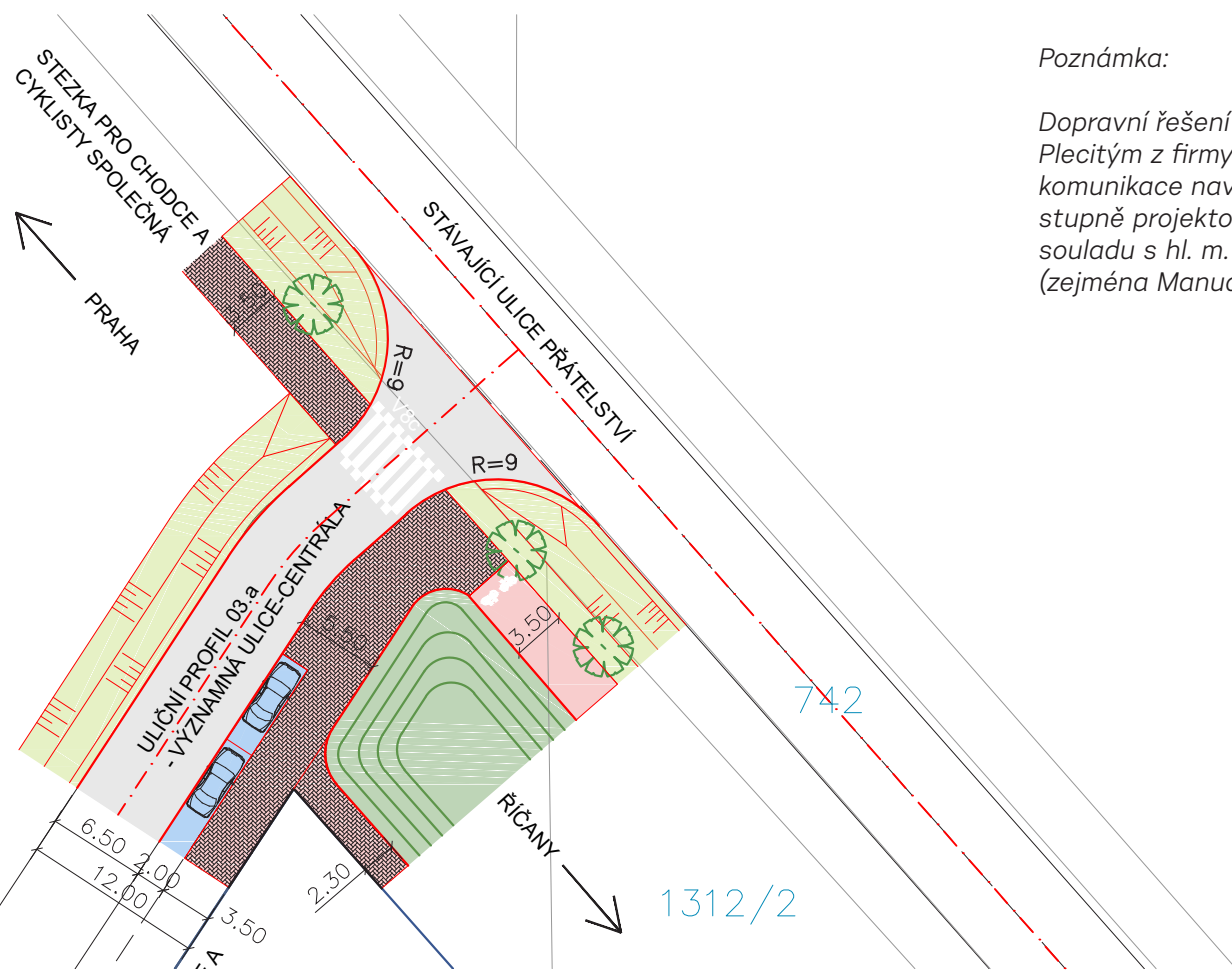 STEZKA PRO CHODCE A
CYKLISTY SPOLEČNÁ
PRAHA
STÁVAJÍCÍ ULICE PŘÁTELSTVÍ
R=9
V8c
R=9
ULIČNÍ PROFIL 03.a
- VÝZNAMNÁ ULICE-CENTRÁLA
3.50
742
ŘÍČANY
1312/2
6.50
2.00
12.00
3.50
2.30
Poznámka:
Dopravní řešení
Plecitým z firmy
komunikace nav
stupně projekto
souladu s hl. m.
(zejména Manua